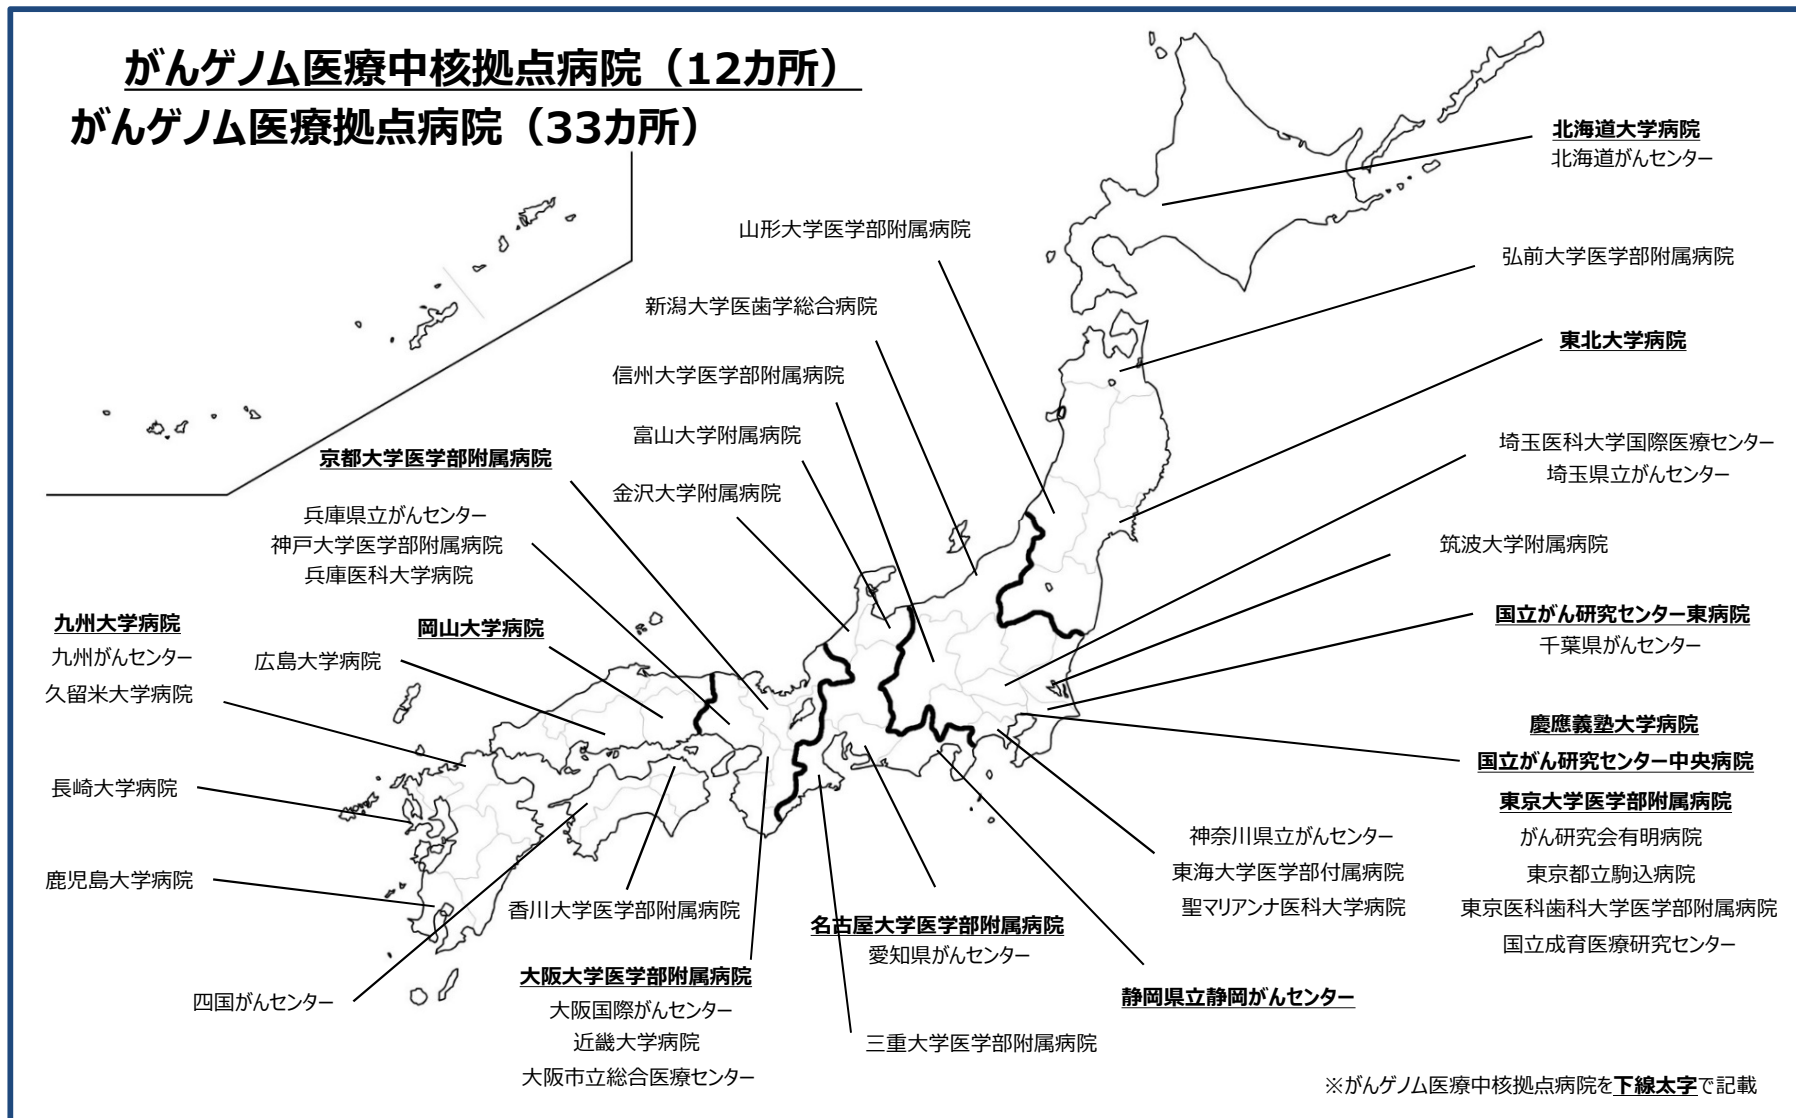 がんゲノム医療中核拠点病院（12カ所）
がんゲノム医療拠点病院（33カ所）
北海道大学病院
北海道がんセンター
山形大学医学部附属病院
弘前大学医学部附属病院
新潟大学医歯学総合病院
東北大学病院
信州大学医学部附属病院
富山大学附属病院
埼玉医科大学国際医療センター
埼玉県立がんセンター
京都大学医学部附属病院
金沢大学附属病院
兵庫県立がんセンター
神戸大学医学部附属病院
兵庫医科大学病院
筑波大学附属病院
九州大学病院
九州がんセンター
久留米大学病院
岡山大学病院
広島大学病院
国立がん研究センター東病院
千葉県がんセンター
慶應義塾大学病院
国立がん研究センター中央病院
東京大学医学部附属病院
がん研究会有明病院
東京都立駒込病院
東京医科歯科大学医学部附属病院
国立成育医療研究センター
長崎大学病院
鹿児島大学病院
神奈川県立がんセンター
東海大学医学部付属病院
聖マリアンナ医科大学病院
香川大学医学部附属病院
名古屋大学医学部附属病院
愛知県がんセンター
四国がんセンター
大阪大学医学部附属病院
大阪国際がんセンター
近畿大学病院
大阪市立総合医療センター
静岡県立静岡がんセンター
三重大学医学部附属病院
※がんゲノム医療中核拠点病院を下線太字で記載